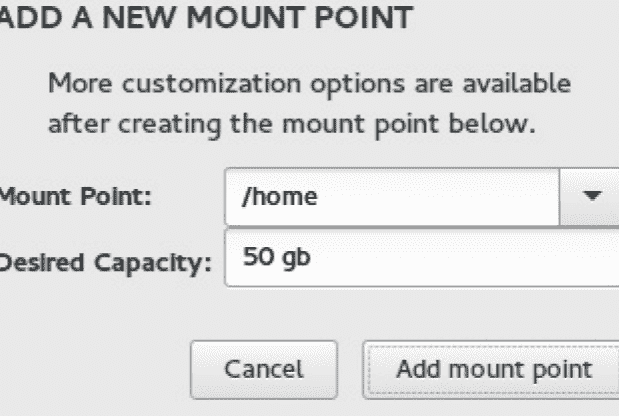 ADD A NEW MOUNT POINT
More customization options are available
after creating the mount point below.
Mount Point: /home
Desired Capacity: 50 gb
Cancel Add mount point